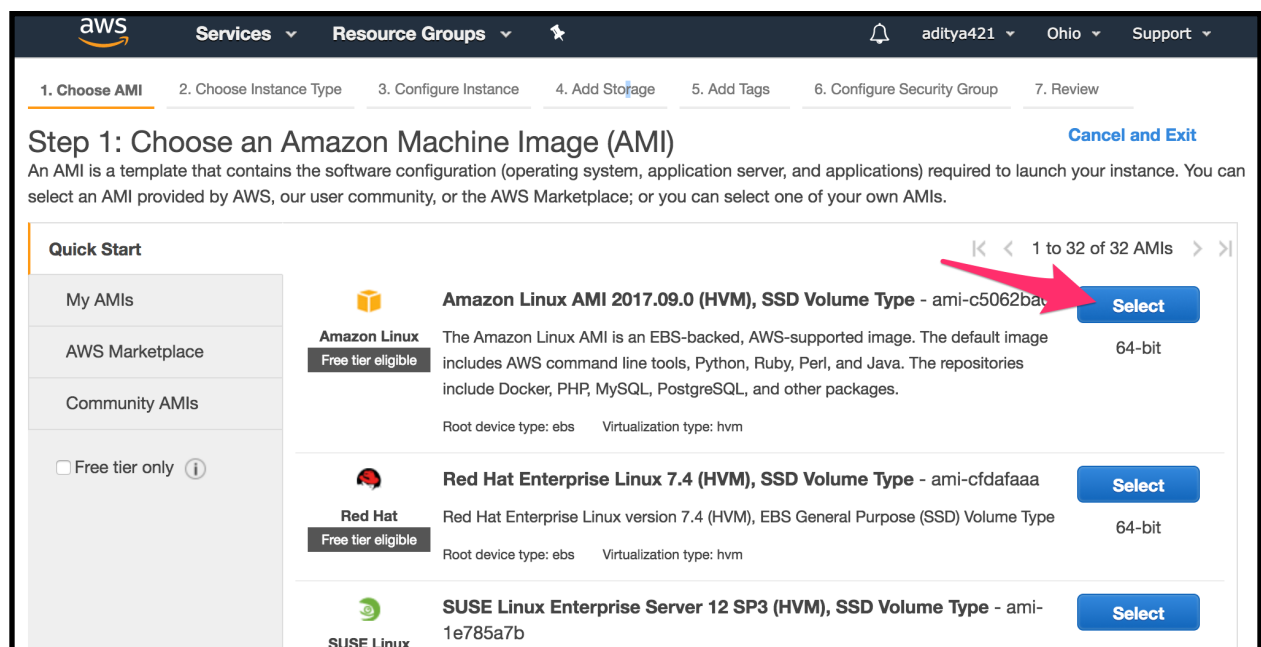 aws Services Resource Groups aditya421 Ohio Support
1. Choose AMI 2. Choose Instance Type 3. Configure Instance 4. Add Storage 5. Add Tags 6. Configure Security Group 7. Review
Step 1: Choose an Amazon Machine Image (AMI)
Cancel and Exit
An AMI is a template that contains the software configuration (operating system, application server, and applications) required to launch your instance. You can
select an AMI provided by AWS, our user community, or the AWS Marketplace; or you can select one of your own AMIs.
Quick Start
My AMIs
AWS Marketplace
Community AMIs
Free tier only i
1 to 32 of 32 AMIs
Amazon Linux
Free tier eligible
Amazon Linux AMI 2017.09.0 (HVM), SSD Volume Type -
The Amazon Linux AMI is an EBS-backed, AWS-supported image. The default image
includes AWS command line tools, Python, Ruby, Perl, and Java. The repositories
include Docker, PHP, MySQL, PostgreSQL, and other packages.
Root device type: ebs Virtualization type: hvm
Select
64-bit
Red Hat
Free tier eligible
Red Hat Enterprise Linux 7.4 (HVM), SSD Volume Type - ami-cfdafaaa
Red Hat Enterprise Linux version 7.4 (HVM), EBS General Purpose (SSD) Volume Type
Root device type: ebs Virtualization type: hvm
Select
64-bit
SUSE Linux
SUSE Linux Enterprise Server 12 SP3 (HVM), SSD Volume Type - ami-
1e785a7b
Select